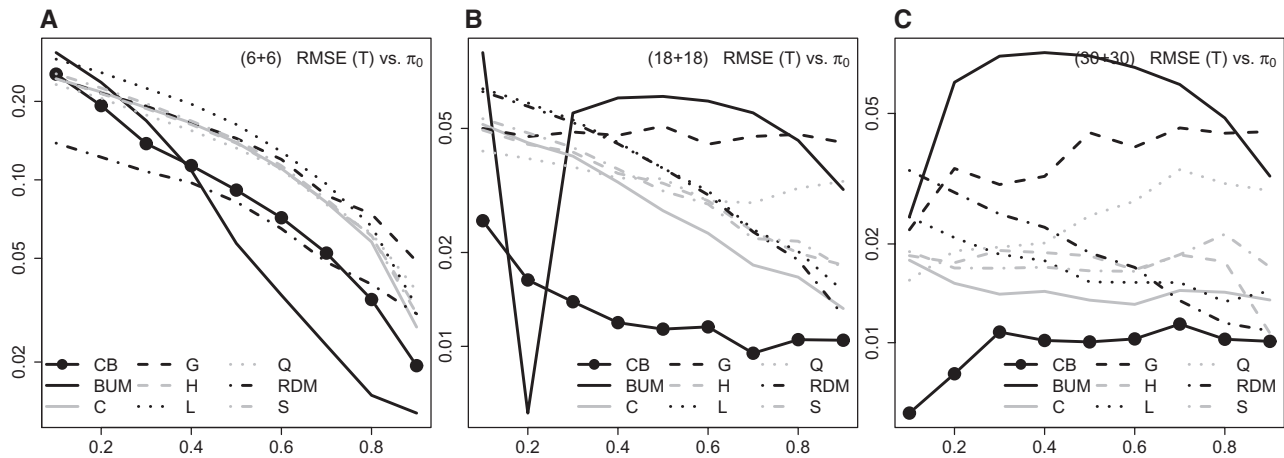 A
(6+6) RMSE (T) vs. π0
0.20
0.10
0.05
0.02
CB G Q
BUM H RDM
C L S
0.2 0.4 0.6 0.8
B
(18+18) RMSE (T) vs. π0
0.05
0.02
0.01
CB G Q
BUM H RDM
C L S
0.2 0.4 0.6 0.8
C
(30+30) RMSE (T) vs. π0
0.05
0.02
0.01
CB G Q
BUM H RDM
C L S
0.2 0.4 0.6 0.8